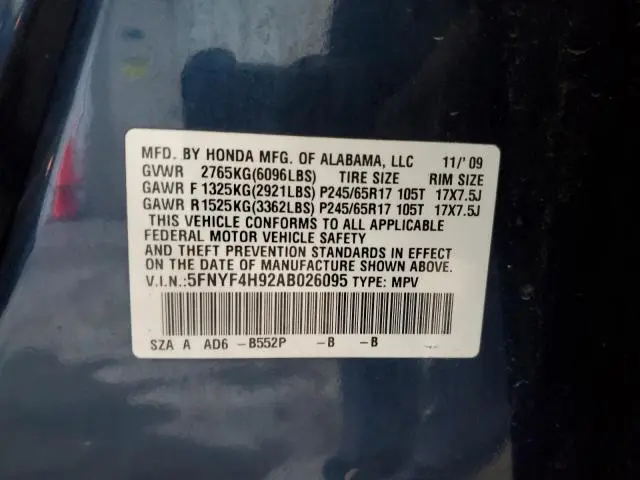 MFD. BY HONDA MFG. OF ALABAMA, LLC 11/'09
GVWR 2765KG(6096LBS) TIRE SIZE RIM SIZE
GAWR F1325KG(2921LBS) P245/65R17 105T 17X7.5J
GAWR R1525KG(3362LBS) P245/65R17 105T 17X7.5J
THIS VEHICLE CONFORMS TO ALL APPLICABLE
FEDERAL MOTOR VEHICLE SAFETY
AND THEFT PREVENTION STANDARDS IN EFFECT
ON THE DATE OF MANUFACTURE SHOWN ABOVE.
V.I.N.:5FNYF4H92AB026095 TYPE: MPV
SZA A AD6 -B552P -B -B